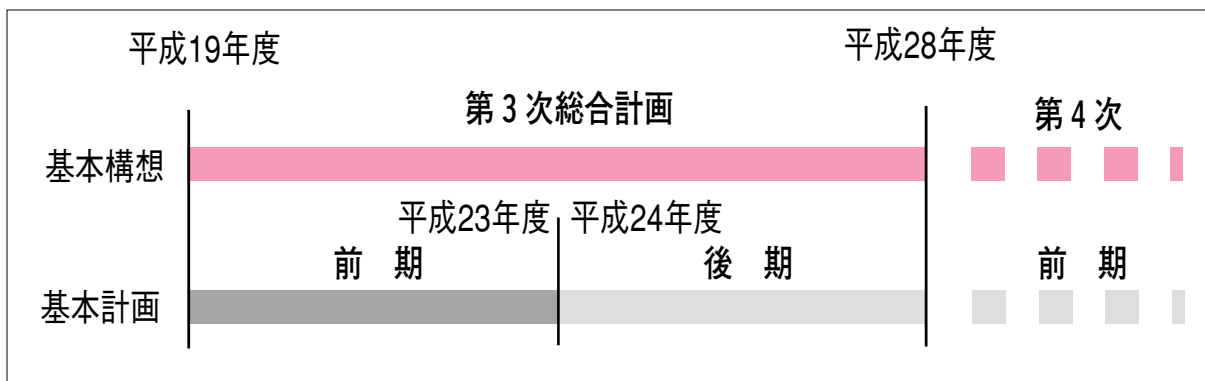 平成19年度
平成28年度
第3次総合計画
第4次
基本構想
平成23年度
平成24年度
前 期
後 期
前 期
基本計画